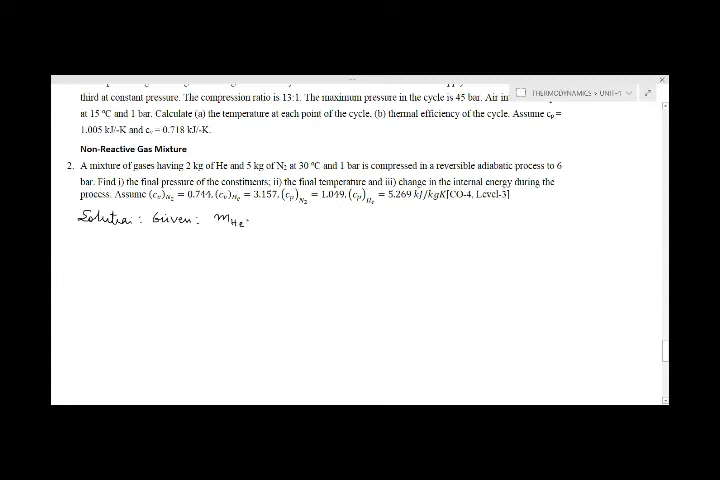 THERMODYNAMICS > UNIT-4
third at constant pressure. The compression ratio is 13:1. The maximum pressure in the cycle is 45 bar. Air in
at 15 ºC and 1 bar. Calculate (a) the temperature at each point of the cycle, (b) thermal efficiency of the cycle. Assume cₚ =
1.005 kJ/-K and cᵥ = 0.718 kJ/-K.
Non-Reactive Gas Mixture
2. A mixture of gases having 2 kg of He and 5 kg of N₂ at 30 ºC and 1 bar is compressed in a reversible adiabatic process to 6
bar. Find i) the final pressure of the constituents; ii) the final temperature and iii) change in the internal energy during the
process. Assume (cᵥ)N₂ = 0.744, (cᵥ)He = 3.157, (cₚ)N₂ = 1.049, (cₚ)He = 5.269 kJ/kgK[CO-4, Level-3]
Solution: Given: mHe